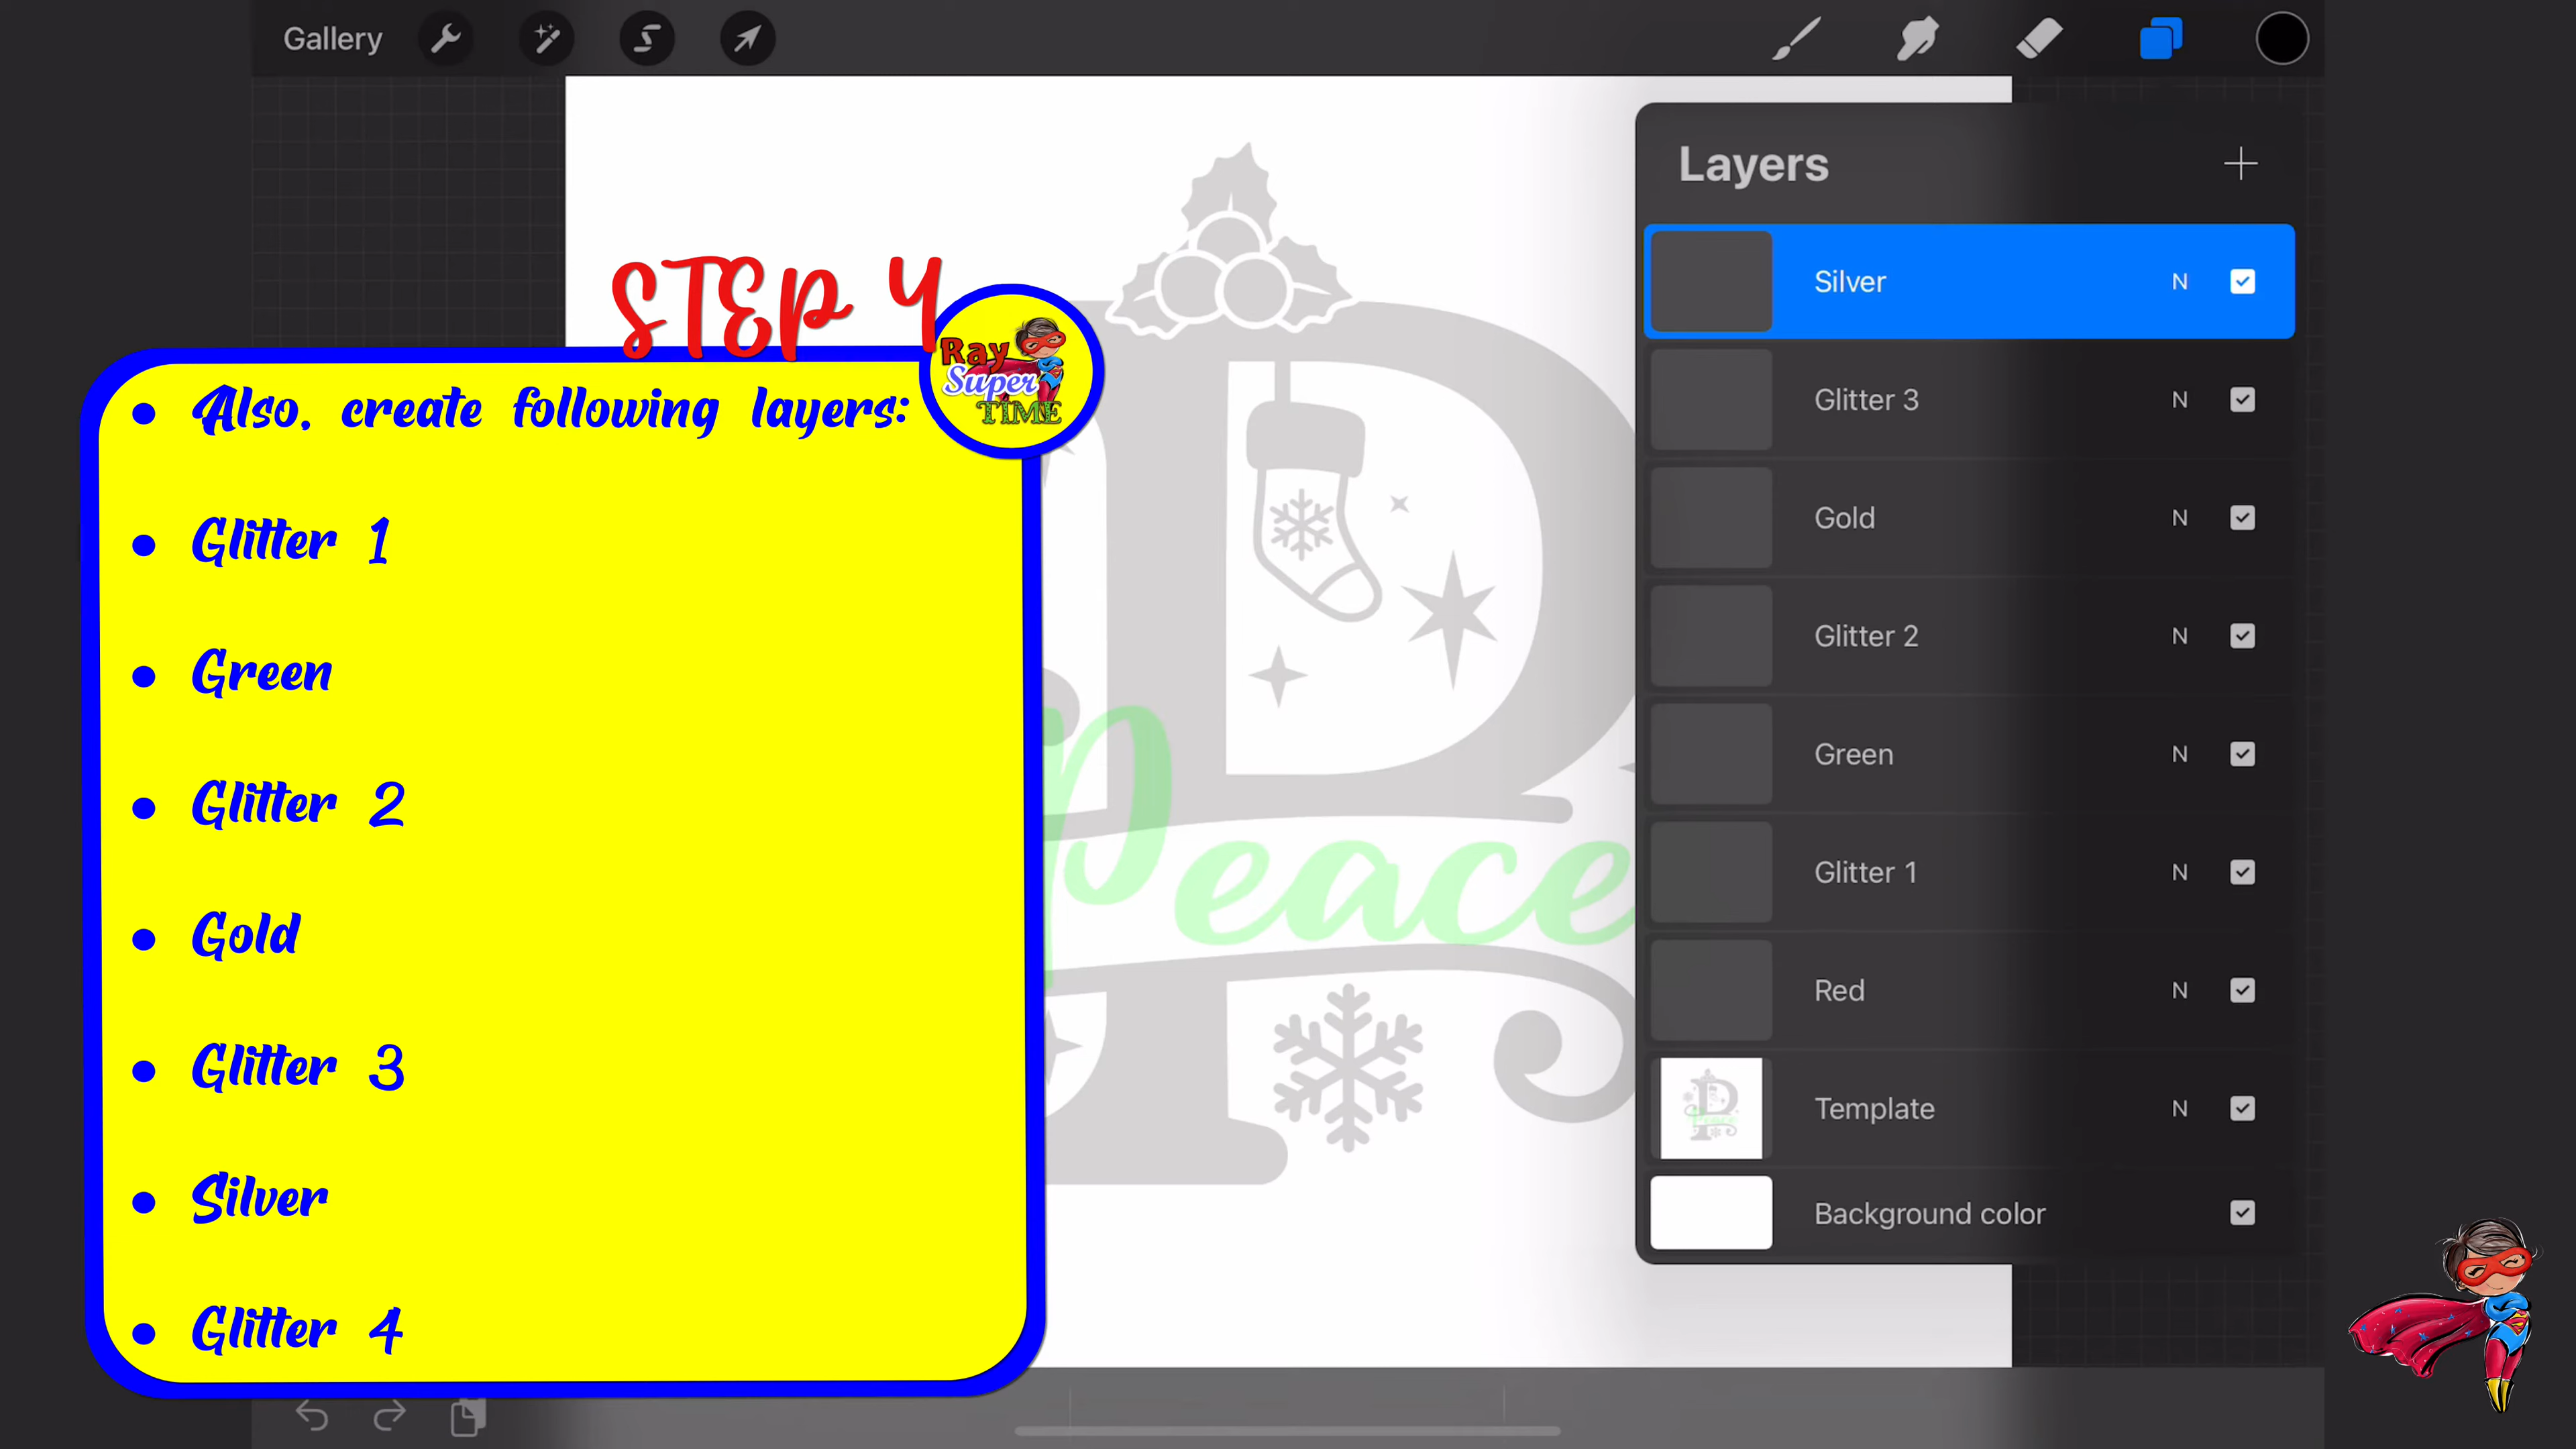 Gallery
STEP 4
Ray
Super
TIME
Also, create following layers:
Glitter 1
Green
Glitter 2
Gold
Glitter 3
Silver
Glitter 4
Peace
Layers
Silver N
Glitter 3 N
Gold N
Glitter 2 N
Green N
Glitter 1 N
Red N
Template N
Background color